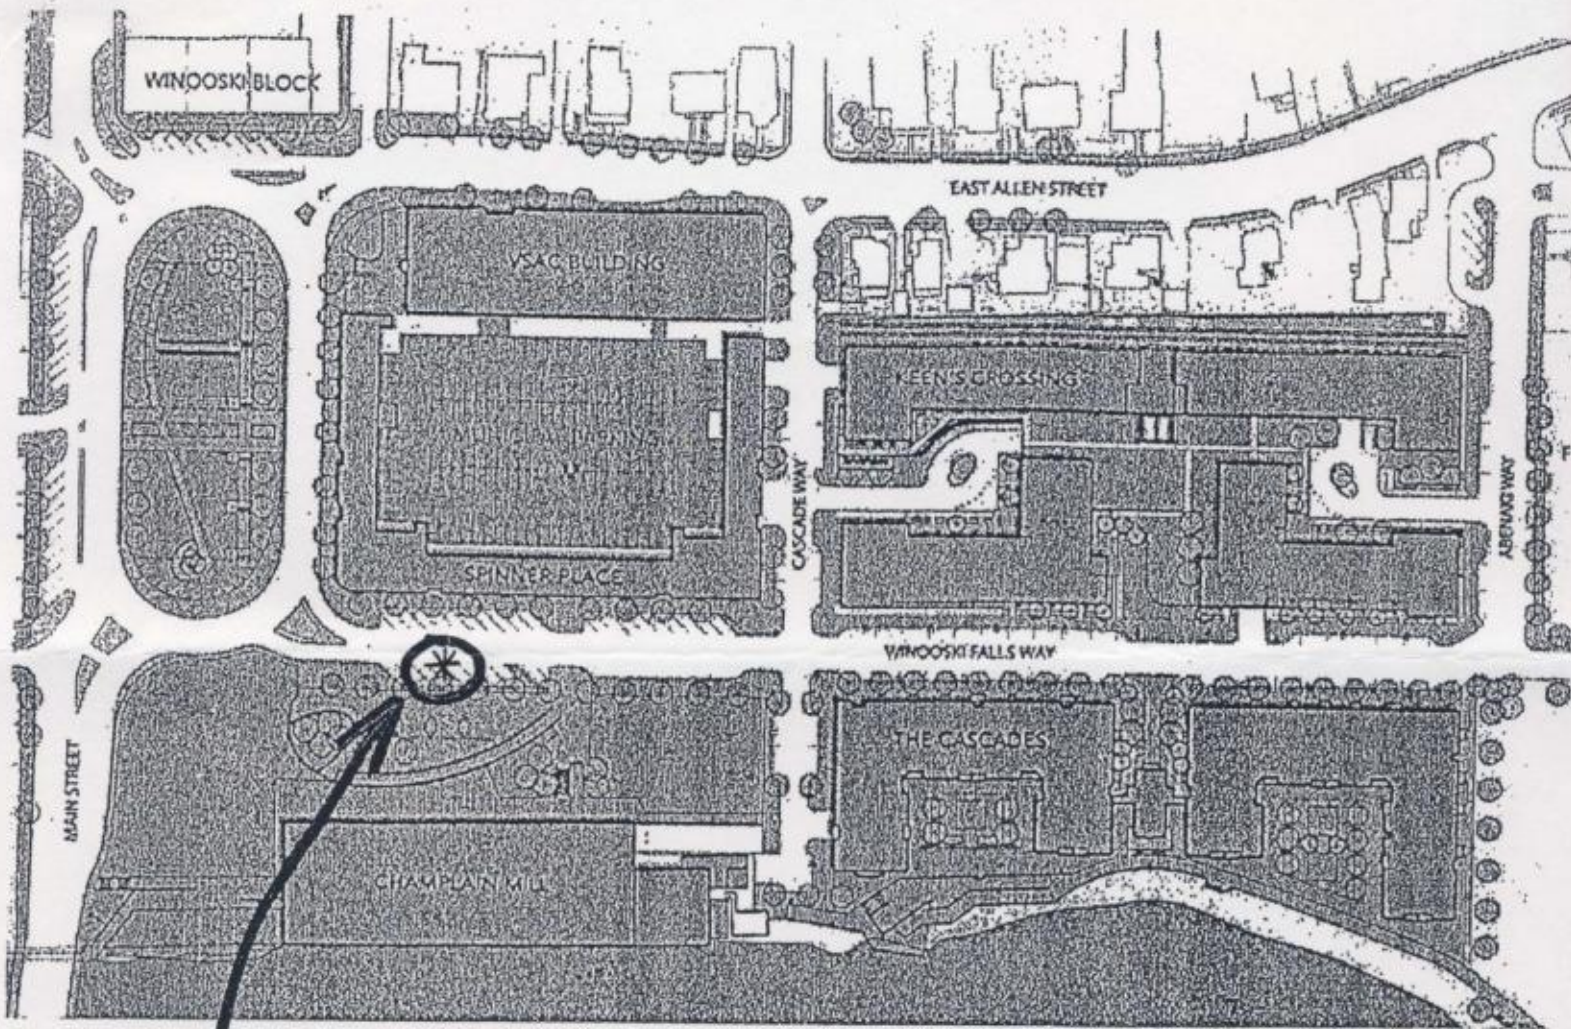 WINOOSKI BLOCK
EAST ALLEN STREET
VSAC BUILDING
KEEN'S CROSSING
PARKING
CASCADE WAY
ABENAKI WAY
SPINNER PLACE
WINOOSKI FALLS WAY
MAIN STREET
THE CASCADES
CHAMPLAIN MILL